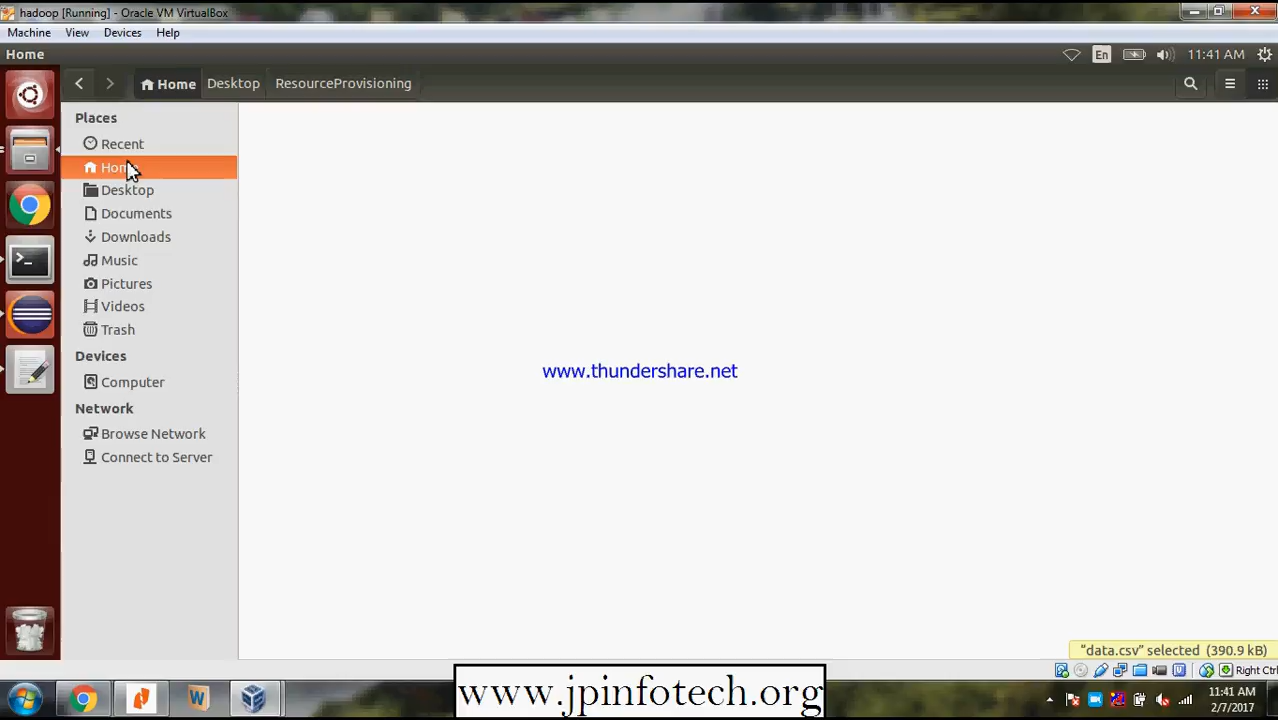 hadoop [Running] - Oracle VM VirtualBox
Machine View Devices Help
Home En 11:41 AM
Home Desktop ResourceProvisioning
Places
Recent
Home
Desktop
Documents
Downloads
Music
Pictures
Videos
Trash
Devices
Computer
Network
Browse Network
Connect to Server
www.thundershare.net
"data.csv" selected (390.9 kB)
Right Ctrl
www.jpinfotech.org
11:41 AM
2/7/2017